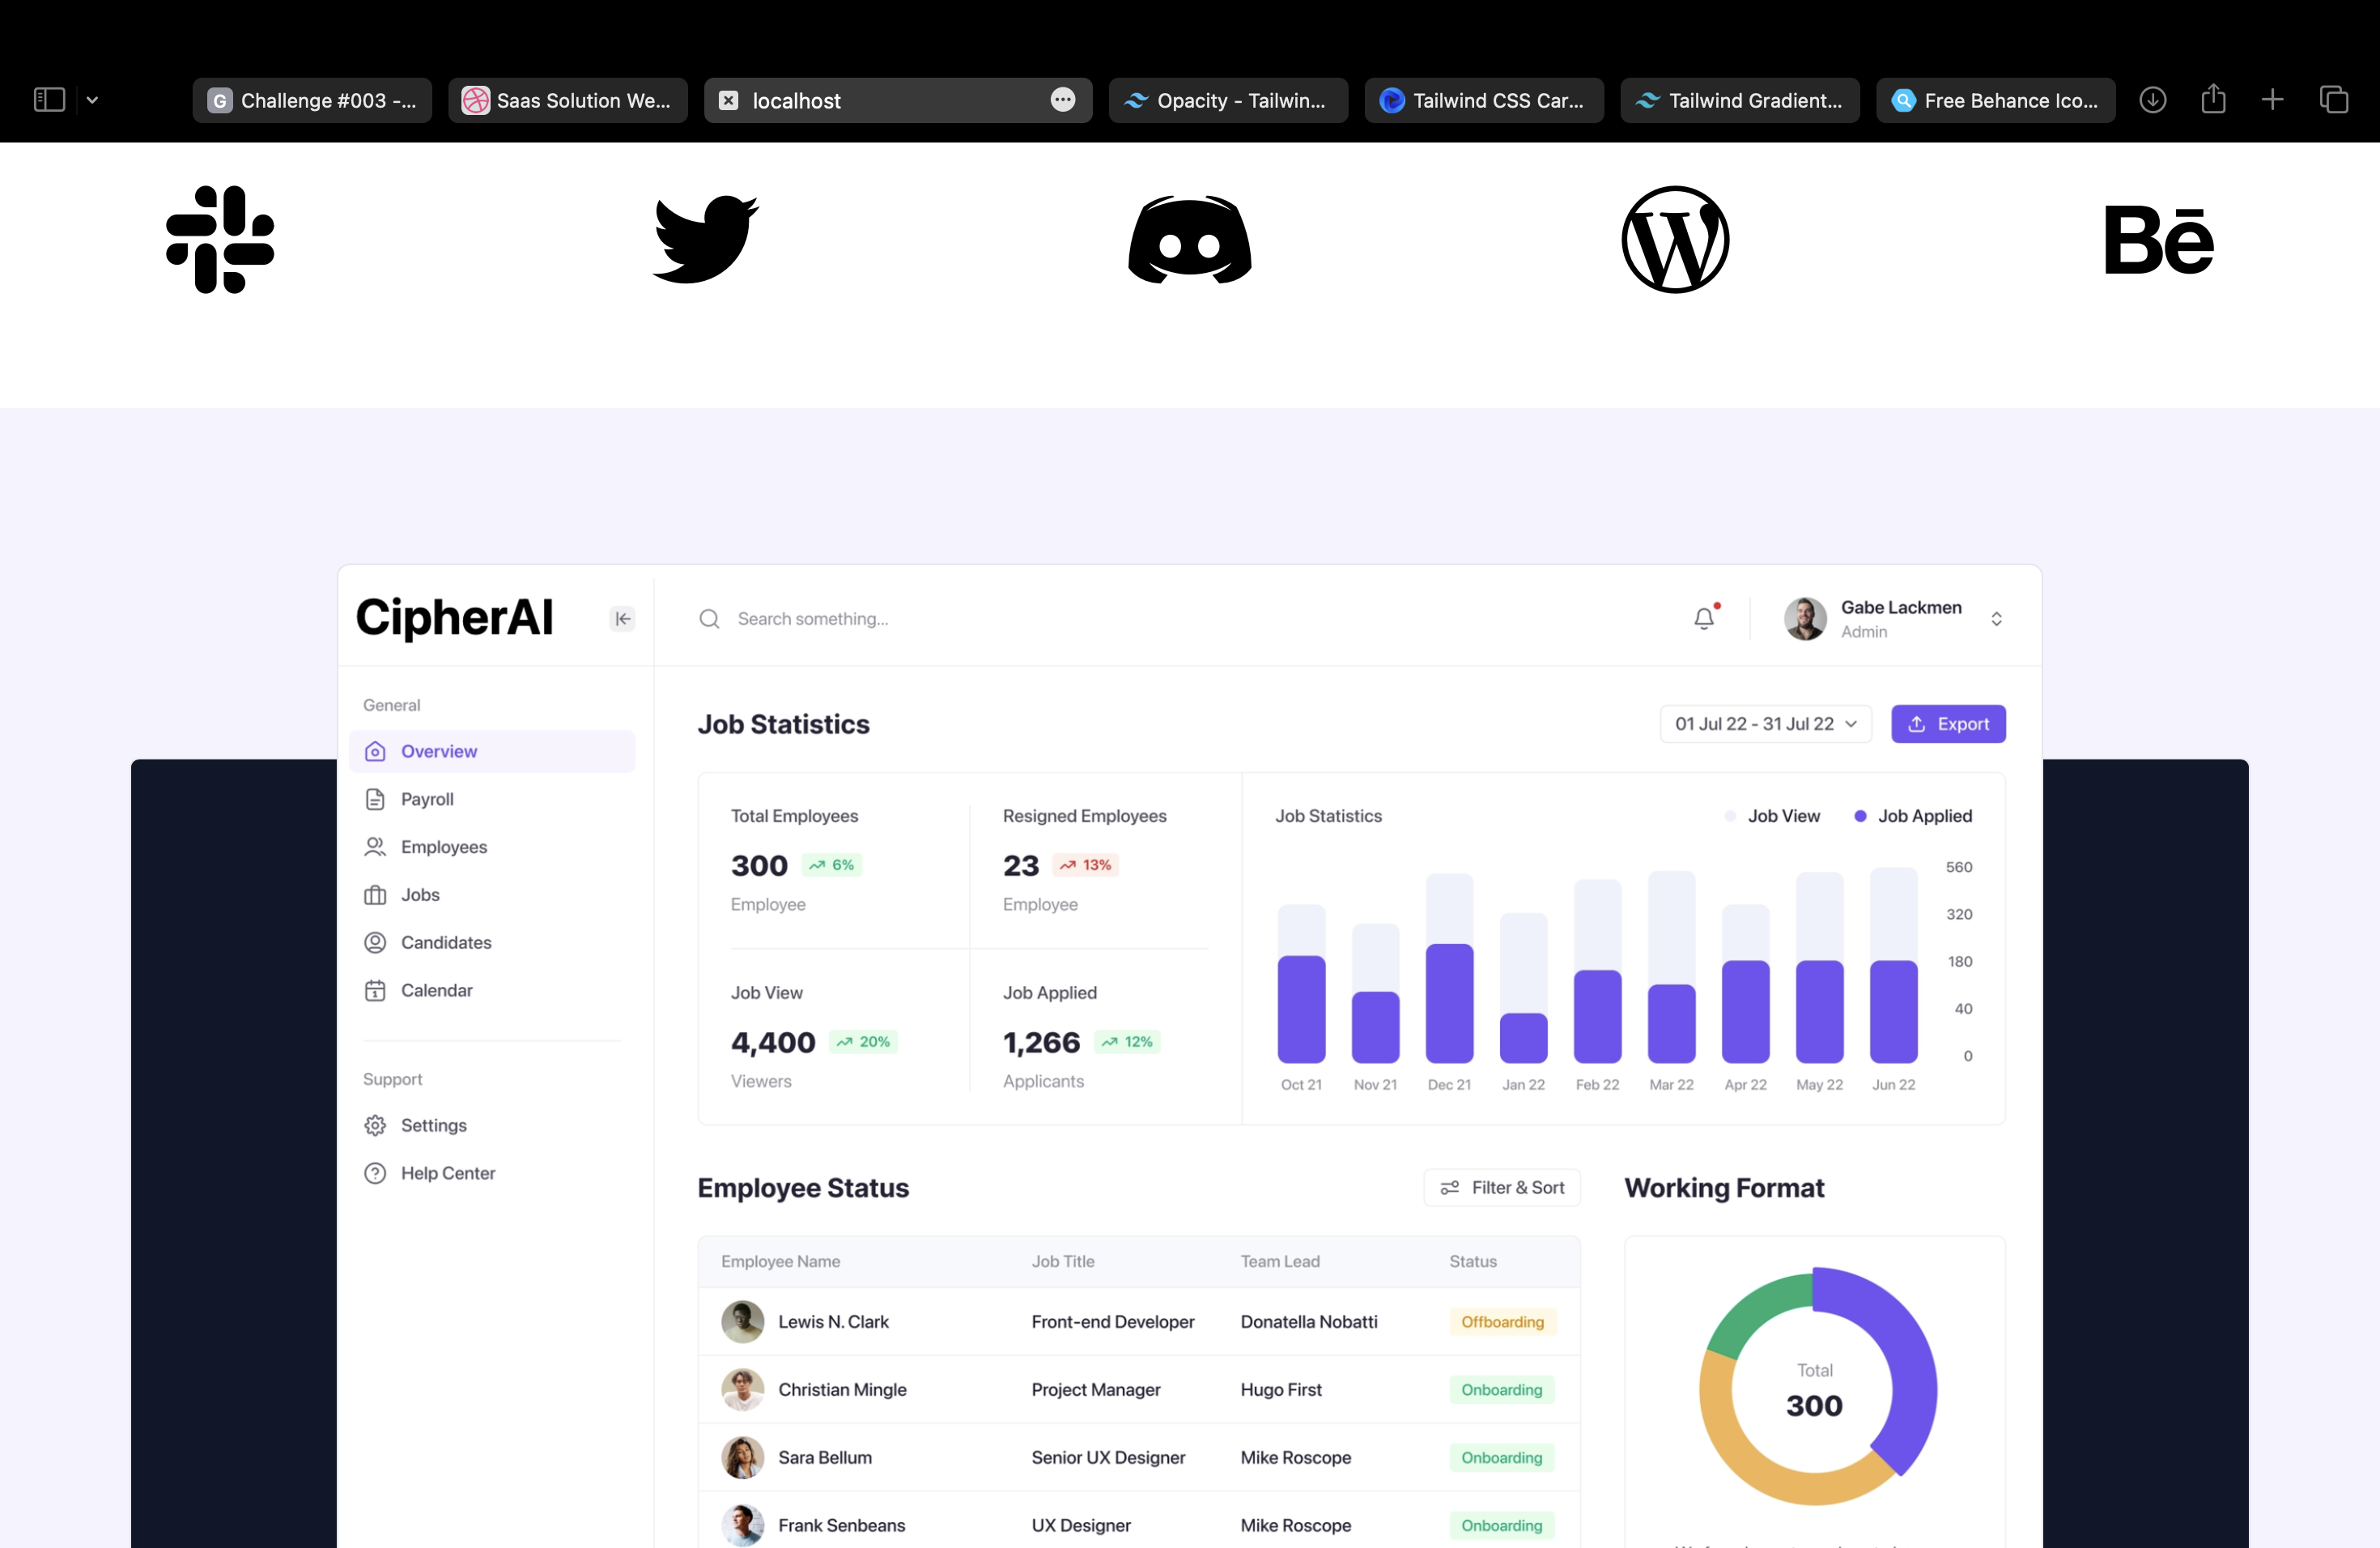 Challenge #003 -...
Saas Solution We...
localhost
Opacity - Tailwin...
Tailwind CSS Car...
Tailwind Gradient...
Free Behance Ico...
Bē
CipherAI
Search something...
Gabe Lackmen
Admin
General
Overview
Payroll
Employees
Jobs
Candidates
Calendar
Support
Settings
Help Center
Job Statistics
01 Jul 22 - 31 Jul 22
Export
Total Employees
300
6%
Employee
Resigned Employees
23
13%
Employee
Job View
4,400
20%
Viewers
Job Applied
1,266
12%
Applicants
Job Statistics
Job View
Job Applied
560
320
180
40
0
Oct 21
Nov 21
Dec 21
Jan 22
Feb 22
Mar 22
Apr 22
May 22
Jun 22
Employee Status
Filter & Sort
Employee Name Job Title Team Lead Status
Lewis N. Clark Front-end Developer Donatella Nobatti Offboarding
Christian Mingle Project Manager Hugo First Onboarding
Sara Bellum Senior UX Designer Mike Roscope Onboarding
Frank Senbeans UX Designer Mike Roscope Onboarding
Working Format
Total
300